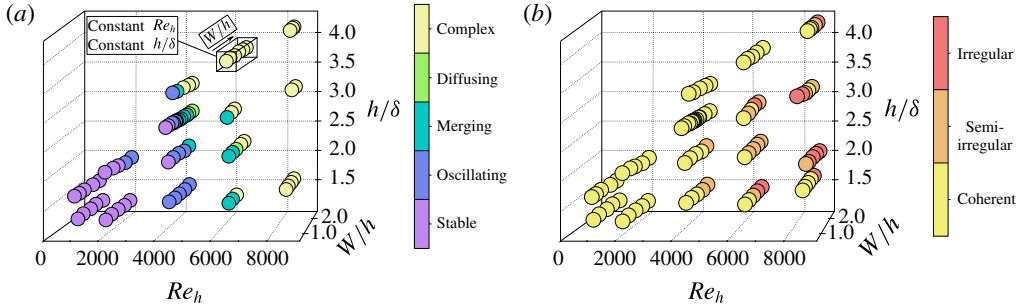 (a)
Constant Re_h
Constant h/δ
W/h
4.0
3.5
3.0
2.5
2.0
1.5
h/δ
2.0
1.0
W/h
0 2000 4000 6000 8000
Re_h
Complex
Diffusing
Merging
Oscillating
Stable
(b)
4.0
3.5
3.0
2.5
2.0
1.5
h/δ
2.0
1.0
W/h
0 2000 4000 6000 8000
Re_h
Irregular
Semi-
irregular
Coherent